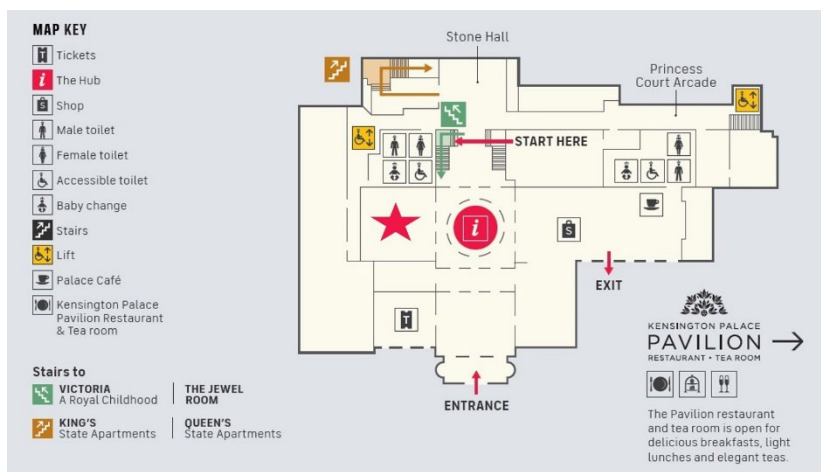 MAP KEY
Tickets
The Hub
Shop
Male toilet
Female toilet
Accessible toilet
Baby change
Stairs
Lift
Palace Café
Kensington Palace
Pavilion Restaurant
& Tea room
Stairs to
VICTORIA
A Royal Childhood
THE JEWEL
ROOM
KING'S
State Apartments
QUEEN'S
State Apartments
Stone Hall
Princess
Court Arcade
START HERE
EXIT
ENTRANCE
KENSINGTON PALACE
PAVILION
RESTAURANT • TEA ROOM
The Pavilion restaurant
and tea room is open for
delicious breakfasts, light
lunches and elegant teas.